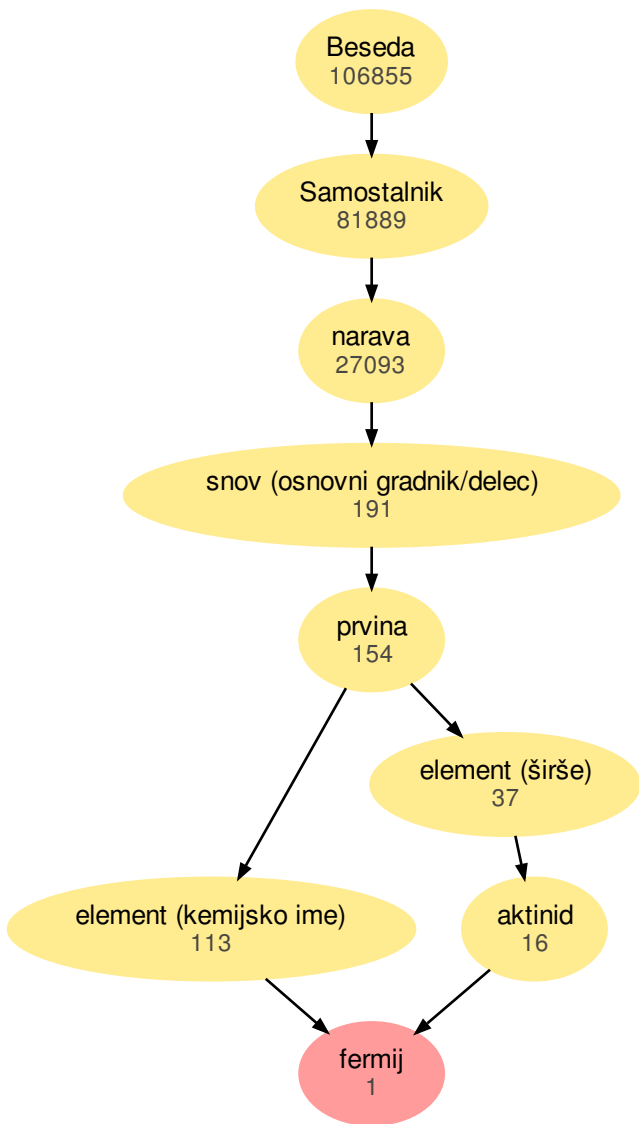 Beseda
106855
Samostalnik
81889
narava
27093
snov (osnovni gradnik/delec)
191
prvina
154
element (širše)
37
element (kemijsko ime)
113
aktinid
16
fermij
1